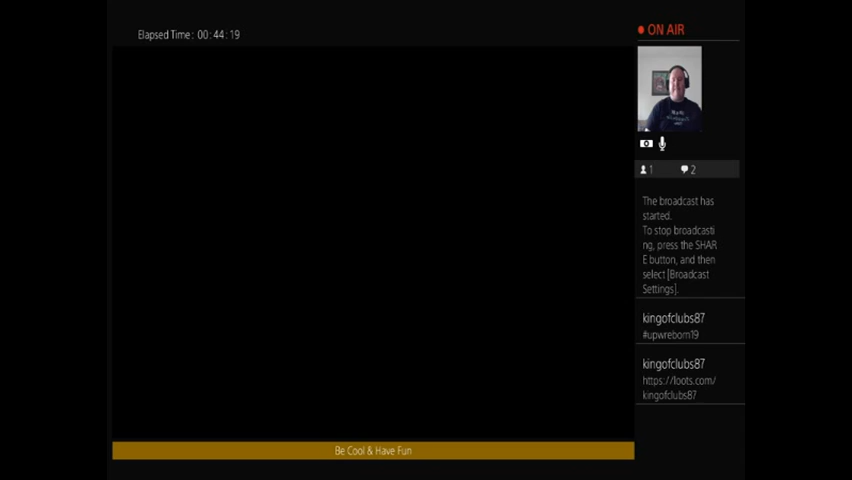 Elapsed Time: 00:44:19
ON AIR
1 2
The broadcast has
started.
To stop broadcasti
ng, press the SHAR
E button, and then
select [Broadcast
Settings].
kingofclubs87
#upwreborn19
kingofclubs87
https://loots.com/
kingofclubs87
Be Cool & Have Fun